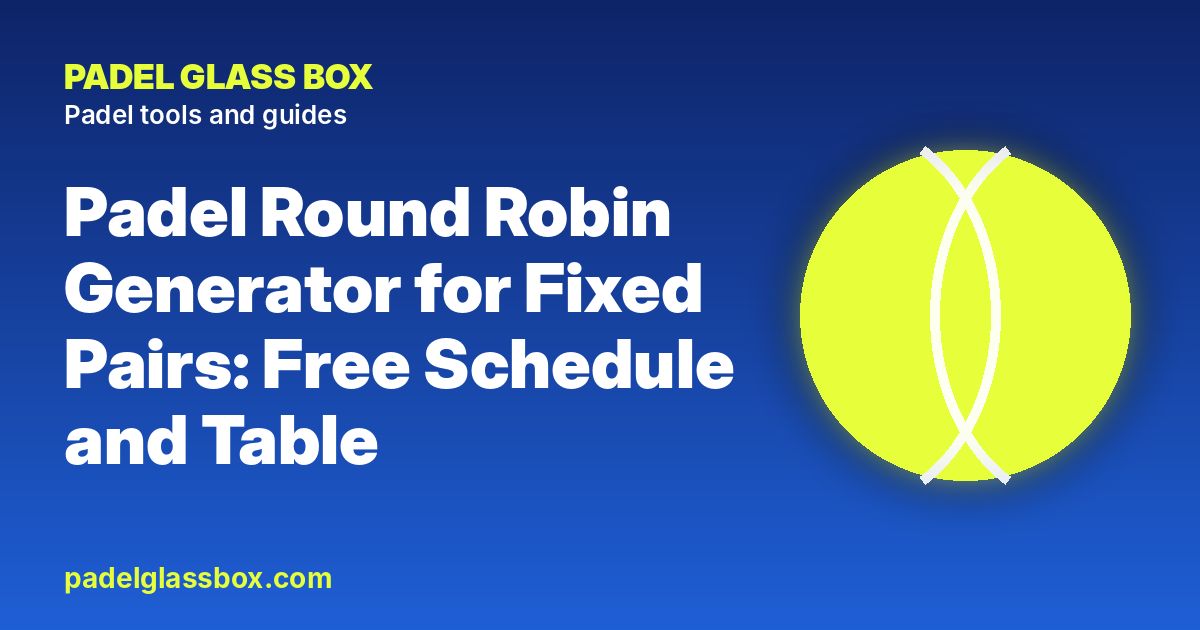 PADEL GLASS BOX
Padel tools and guides
Padel Round Robin
Generator for Fixed
Pairs: Free Schedule
and Table
padelglassbox.com